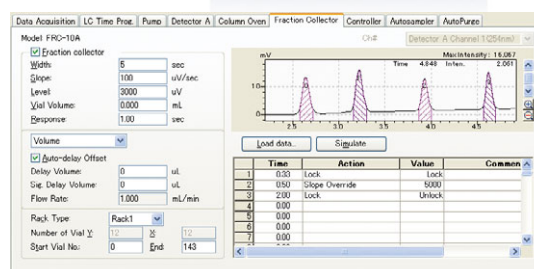 Data Acquisition LC Time Prog. Pump Detector A Column Oven Fraction Collector Controller Autosampler AutoPurge
Model FRC-10A
Ch#: Detector A Channel 1(254nm)
Fraction collector
Width: 5 sec
Slope: 100 uV/sec
Level: 3000 uV
Vial Volume: 0.000 mL
Response: 1.00 sec
Volume
Auto-delay Offset
Delay Volume: 0 uL
Sig. Delay Volume: 0 uL
Flow Rate: 1.000 mL/min
Rack Type Rack1
Number of Vial Y: 12 X: 12
Start Vial No.: 0 End: 143
mV Max Intensity : 16,067
Time 4.848 Inten. 2.061
10
2.5 3.0 3.5 4.0 4.5
Load data... Simulate
Time Action Value Commen
1 0.33 Lock Lock
2 0.50 Slope Override 5000
3 2.00 Lock Unlock
4 0.00
5 0.00
6 0.00
7 0.00